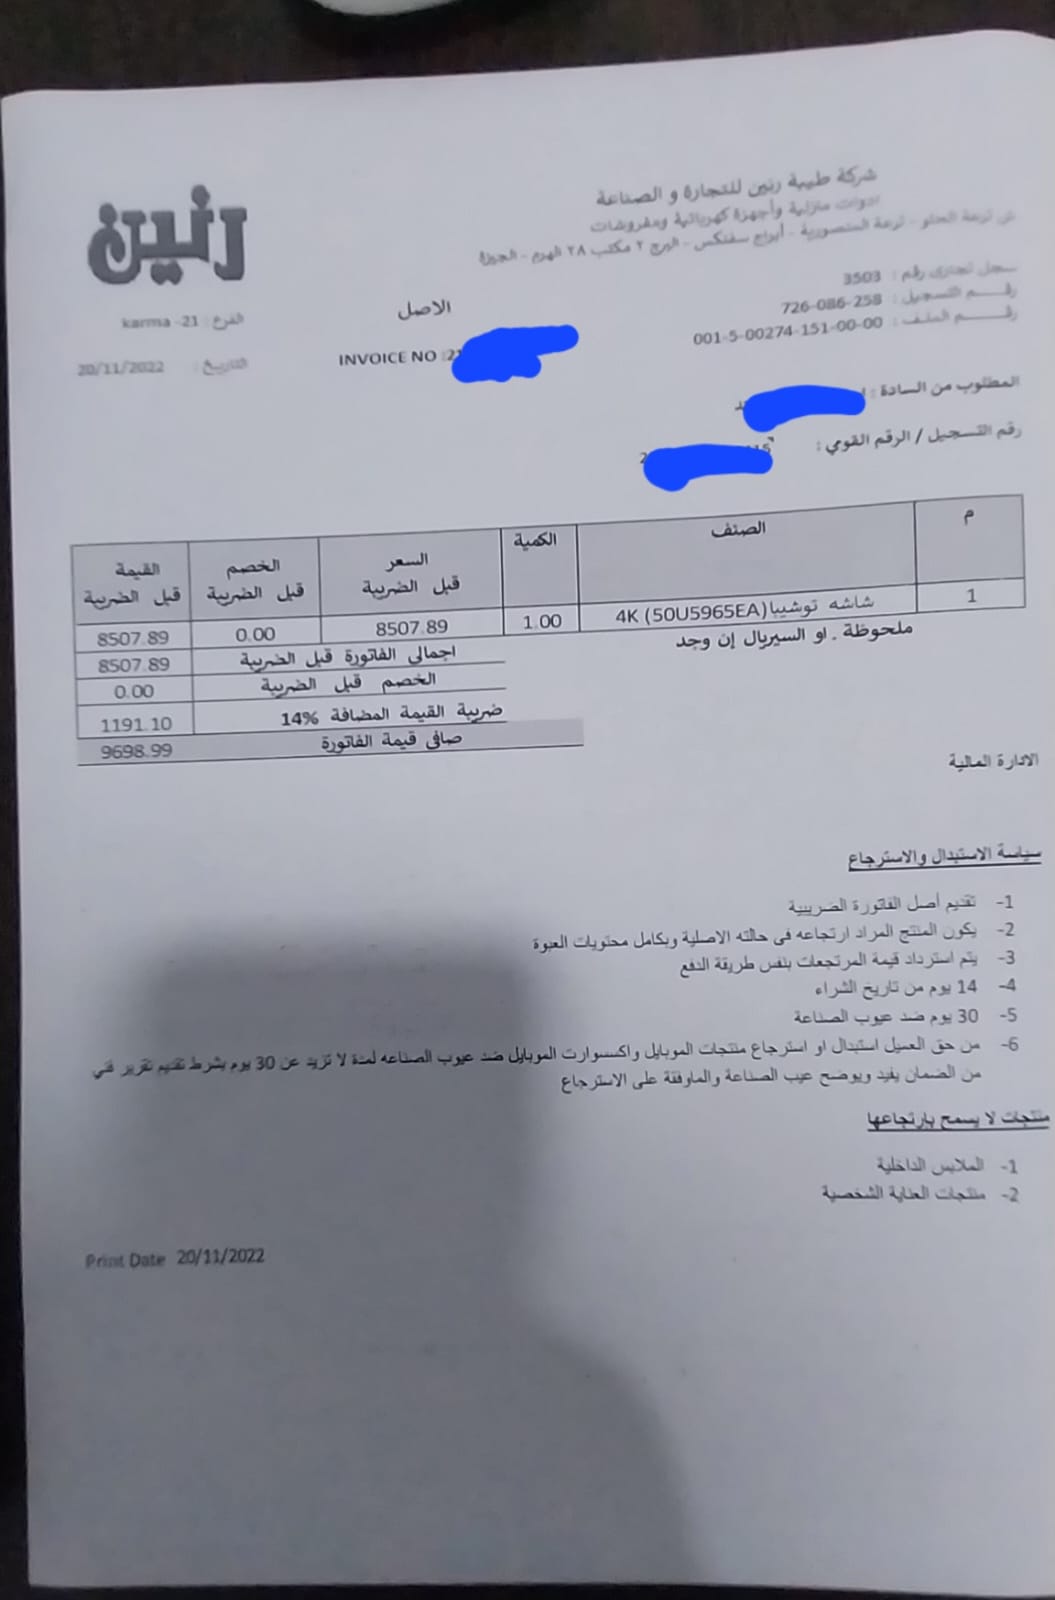 رنين
شركة طيبة رنين للتجارة و الصناعة
ادوات منزلية وأجهزة كهربائية ومفروشات
ش ترعة الحلو - ترعة المنصورية - أبراج سفنكس - البرج ٢ مكتب ٢٨ الهرم - الجيزة
سجل تجارى رقم : 3503
رقم التسجيل : 726-086-258
رقم الملف : 001-5-00274-151-00-00
الاصل
الفرع : karma -21
INVOICE NO :21
التاريخ : 20/11/2022
المطلوب من السادة :
رقم التسجيل / الرقم القومي :
م الصنف الكمية السعر قبل الضريبة الخصم قبل الضريبة القيمة قبل الضريبة
1 شاشه توشيبا 4K (50U5965EA) 1.00 8507.89 0.00 8507.89
ملحوظة . او السيريال إن وجد
اجمالى الفاتورة قبل الضريبة 8507.89
الخصم قبل الضريبة 0.00
ضريبة القيمة المضافة 14% 1191.10
صافى قيمة الفاتورة 9698.99
الادارة المالية
سياسة الاستبدال والاسترجاع
1- تقديم أصل الفاتورة الضريبية
2- يكون المنتج المراد ارتجاعه فى حالته الاصلية وبكامل محتويات العبوة
3- يتم استرداد قيمة المرتجعات بنفس طريقة الدفع
4- 14 يوم من تاريخ الشراء
5- 30 يوم ضد عيوب الصناعة
6- من حق العميل استبدال او استرجاع منتجات الموبايل واكسسوارت الموبايل ضد عيوب الصناعه لمدة لا تزيد عن 30 يوم بشرط تقديم تقرير فني
من الضمان يفيد ويوضح عيب الصناعة والماوفقة على الاسترجاع
منتجات لا يسمح بارتجاعها
1- الملابس الداخلية
2- منتجات العناية الشخصية
Print Date 20/11/2022